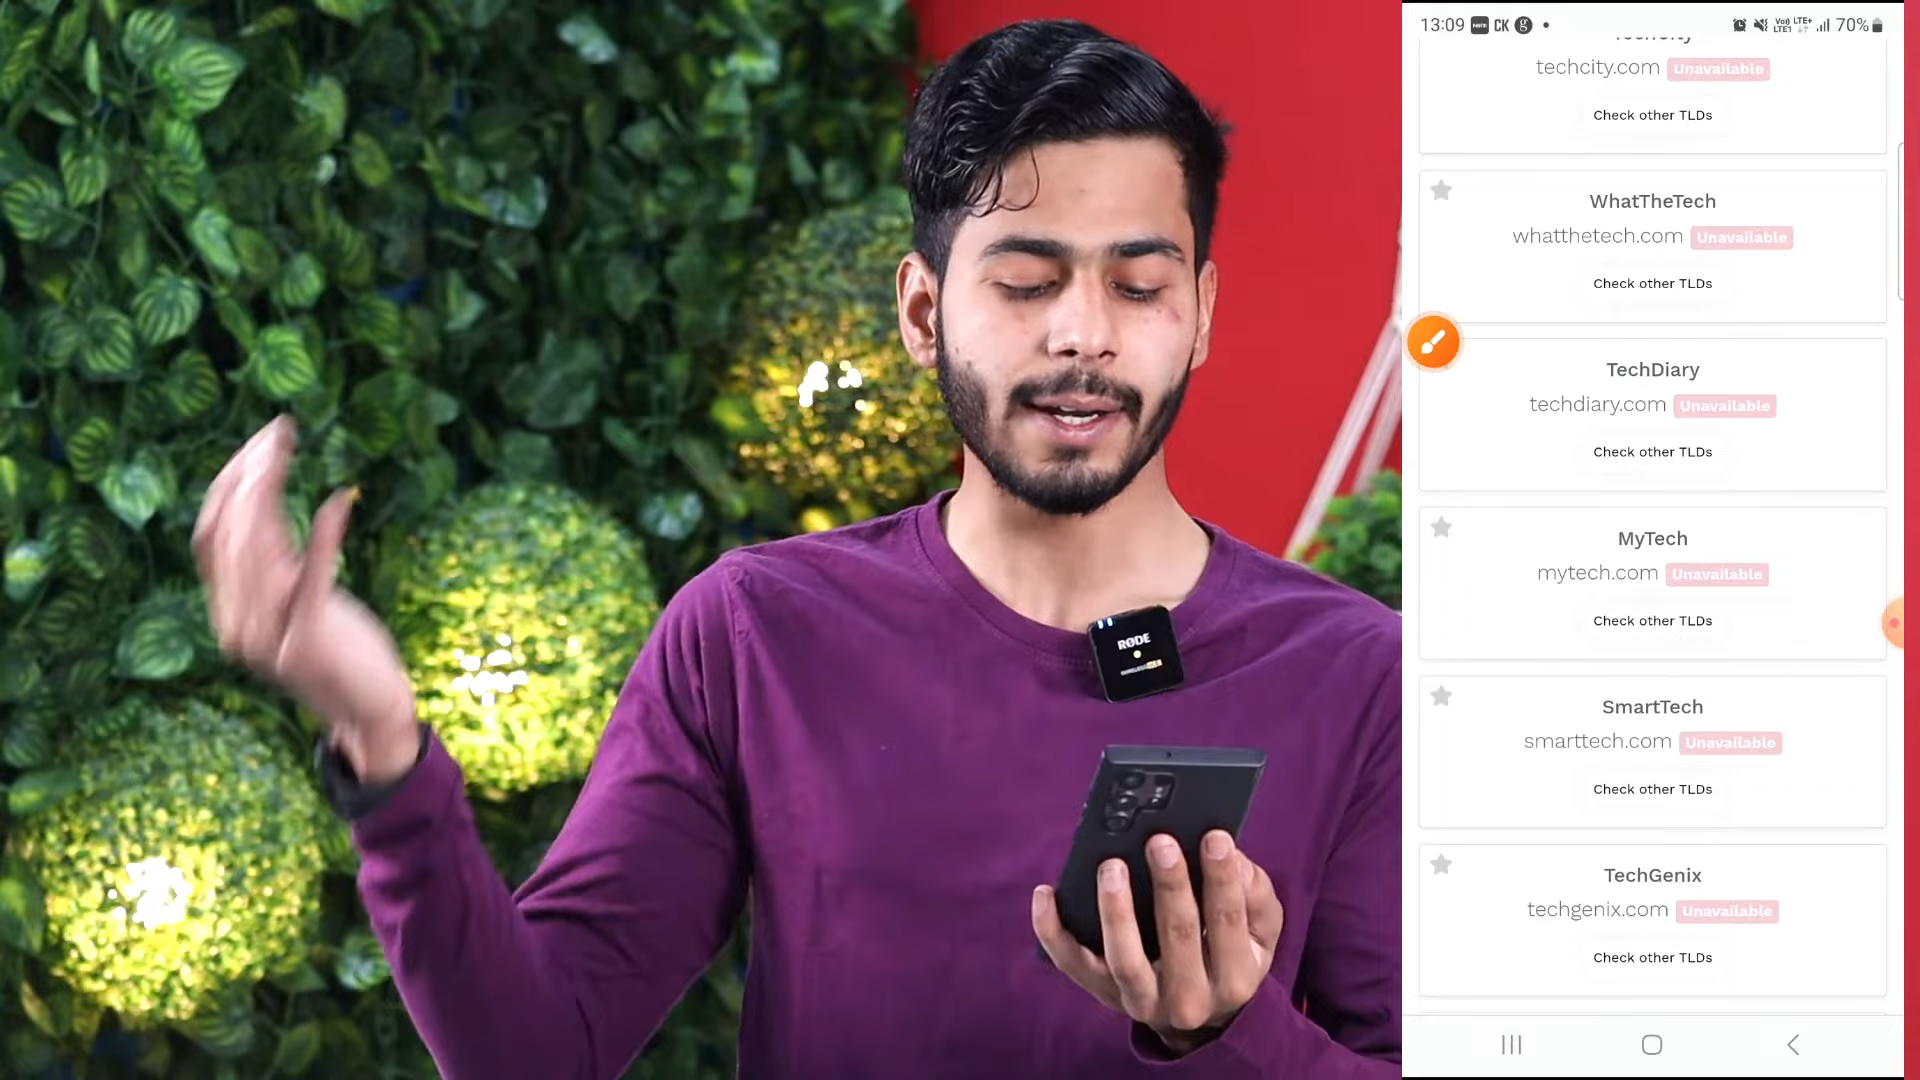 13:09 CK g 70%
techcity.com Unavailable
Check other TLDs
WhatTheTech
whatthetech.com Unavailable
Check other TLDs
TechDiary
techdiary.com Unavailable
Check other TLDs
MyTech
mytech.com Unavailable
Check other TLDs
SmartTech
smarttech.com Unavailable
Check other TLDs
TechGenix
techgenix.com Unavailable
Check other TLDs
RØDE